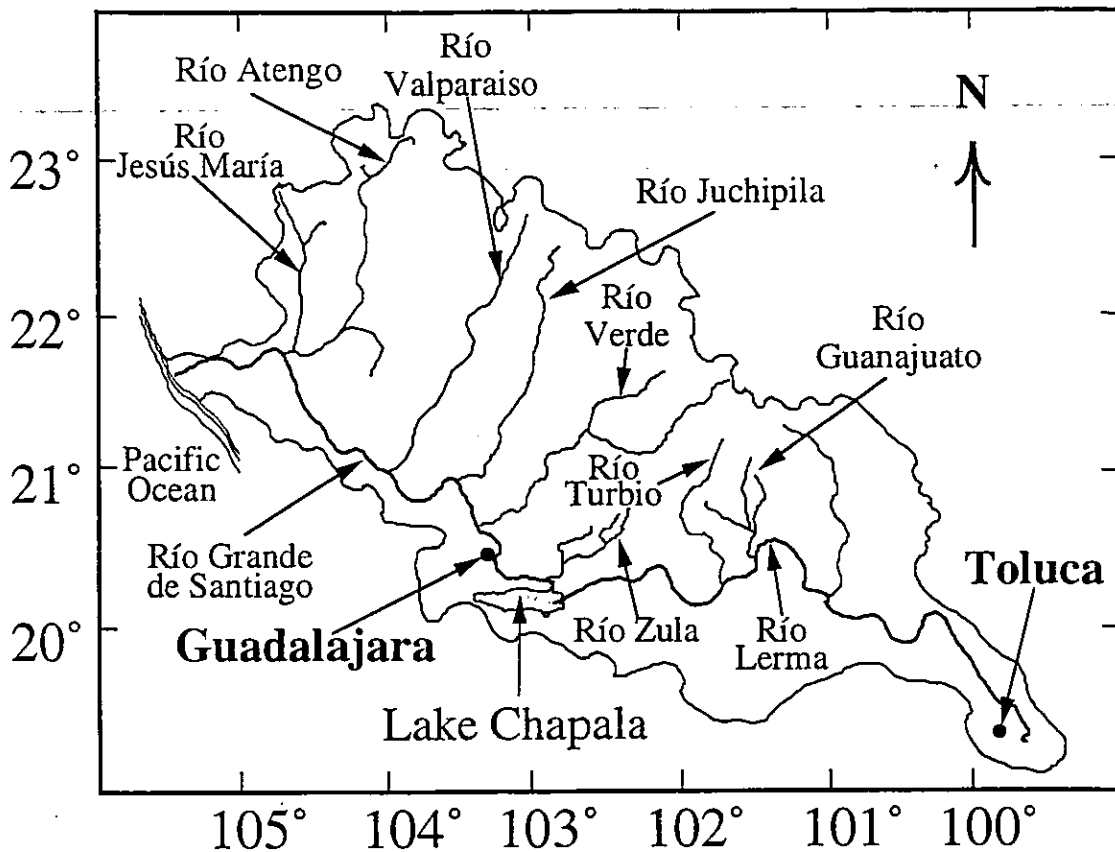 Río
Valparaiso
Río Atengo
N
Río
Jesús María
23°
Río Juchipila
Río
Verde
Río
Guanajuato
22°
Pacific
Ocean
21°
Río
Turbio
Río Grande
de Santiago
Toluca
Guadalajara
Río Zula
Río
Lerma
20°
Lake Chapala
105°
104°
103°
102°
101°
100°